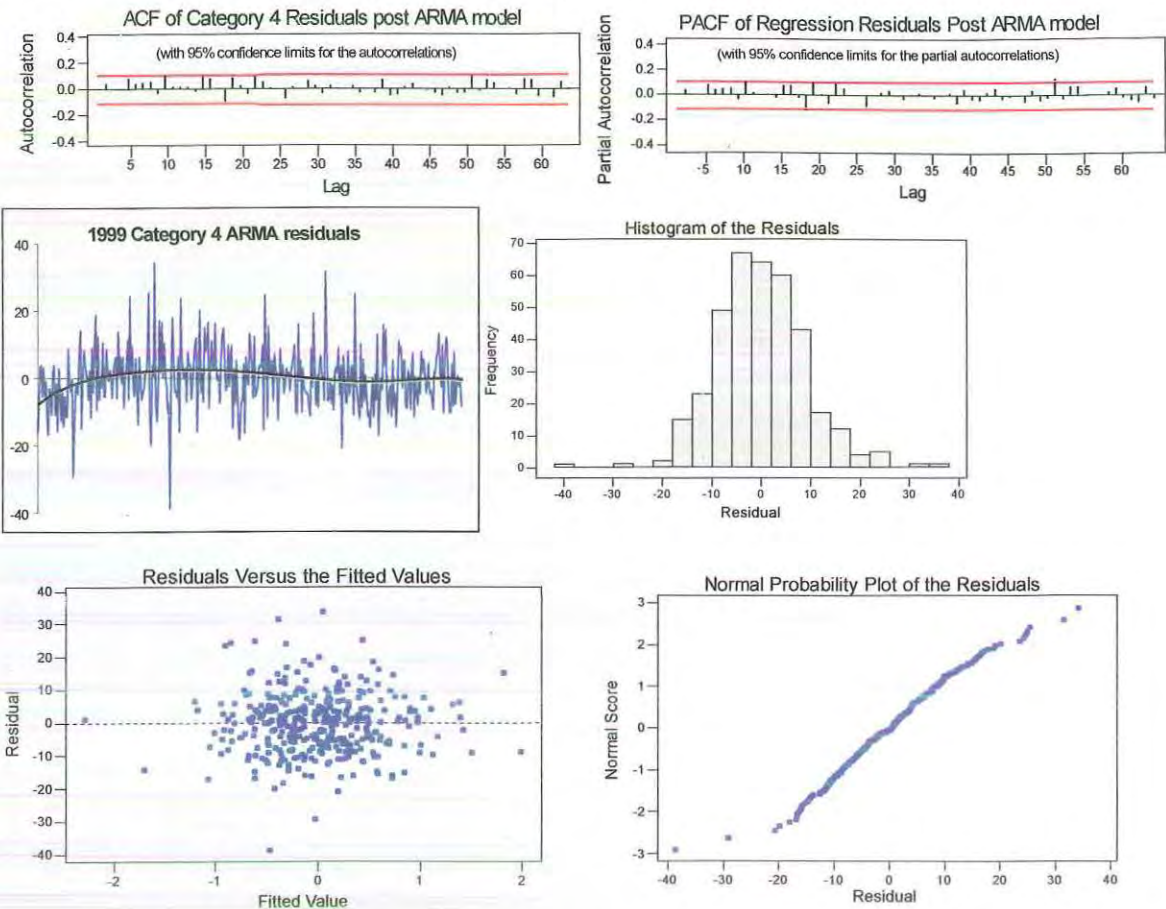 ACF of Category 4 Residuals post ARMA model
(with 95% confidence limits for the autocorrelations)
Autocorrelation
0.4
0.2
0.0
-0.2
-0.4
5 10 15 20 25 30 35 40 45 50 55 60
Lag
PACF of Regression Residuals Post ARMA model
(with 95% confidence limits for the partial autocorrelations)
Partial Autocorrelation
0.4
0.2
0.0
-0.2
-0.4
-5 10 15 20 25 30 35 40 45 50 55 60
Lag
1999 Category 4 ARMA residuals
40
20
0
-20
-40
Histogram of the Residuals
Frequency
70
60
50
40
30
20
10
0
-40 -30 -20 -10 0 10 20 30 40
Residual
Residuals Versus the Fitted Values
Residual
40
30
20
10
0
-10
-20
-30
-40
-2 -1 0 1 2
Fitted Value
Normal Probability Plot of the Residuals
Normal Score
3
2
1
0
-1
-2
-3
-40 -30 -20 -10 0 10 20 30 40
Residual